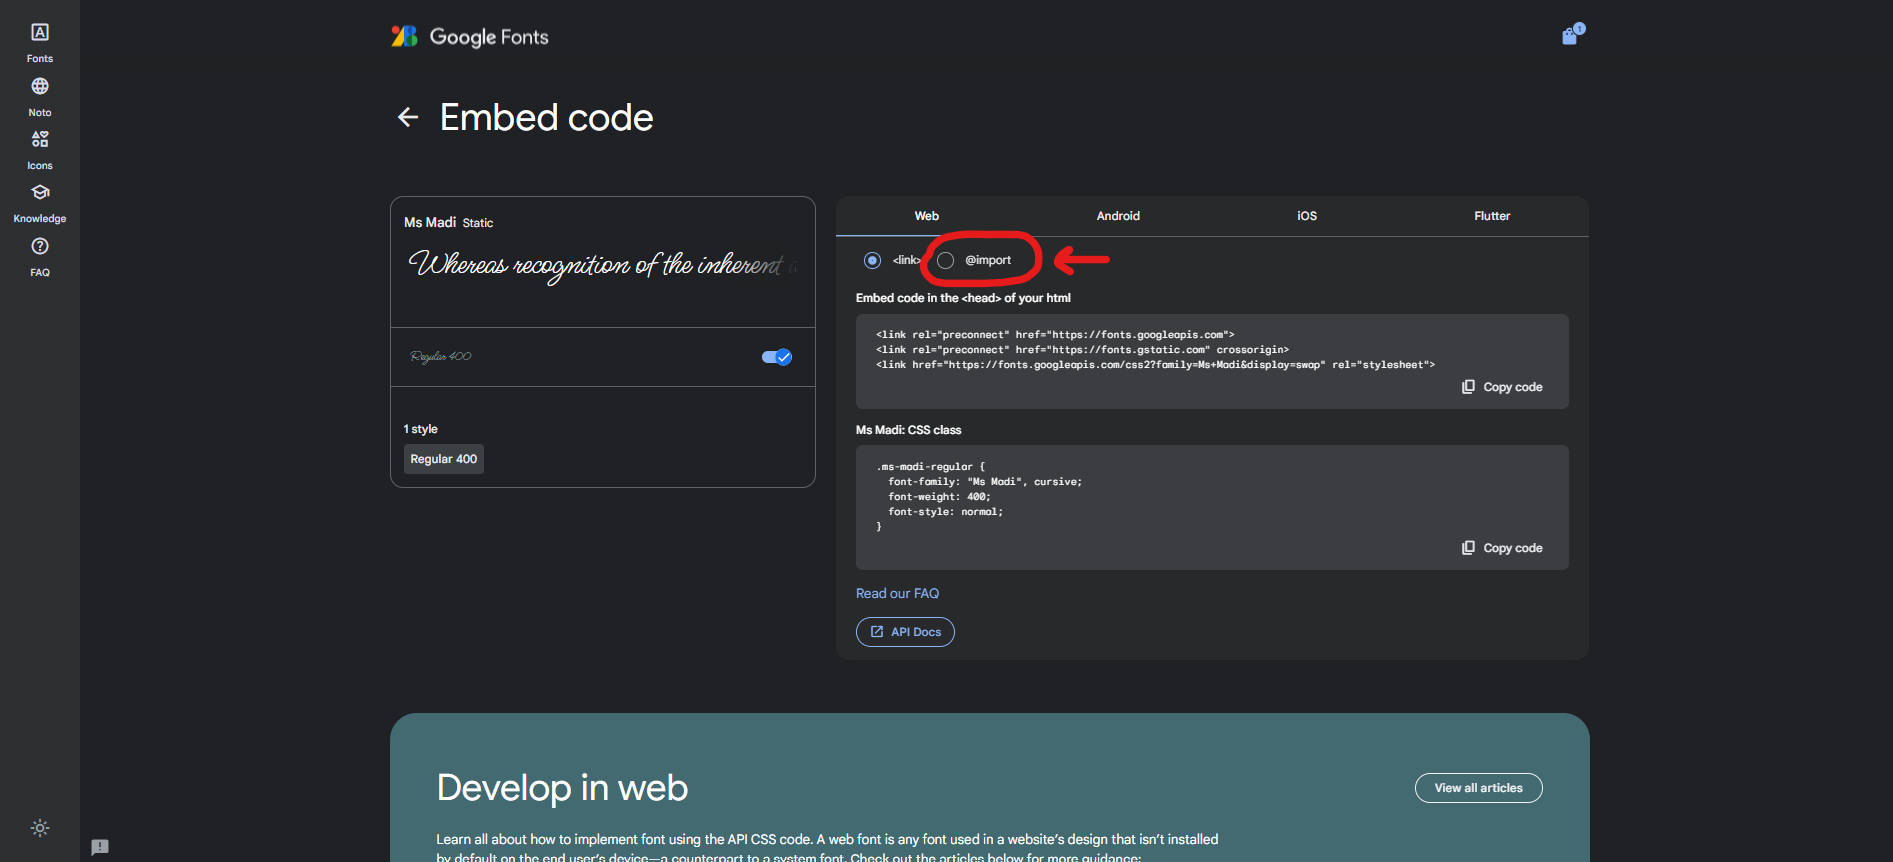 Fonts
Noto
Icons
Knowledge
FAQ
Google Fonts
1
Embed code
Ms Madi Static
Whereas recognition of the inherent
Regular 400
1 style
Regular 400
Web Android iOS Flutter
<link> @import
Embed code in the <head> of your html
<link rel="preconnect" href="https://fonts.googleapis.com">
<link rel="preconnect" href="https://fonts.gstatic.com" crossorigin>
<link href="https://fonts.googleapis.com/css2?family=Ms+Madi&display=swap" rel="stylesheet">
Copy code
Ms Madi: CSS class
.ms-madi-regular {
font-family: "Ms Madi", cursive;
font-weight: 400;
font-style: normal;
}
Copy code
Read our FAQ
API Docs
Develop in web
View all articles
Learn all about how to implement font using the API CSS code. A web font is any font used in a website's design that isn't installed
by default on the end user's device—a counterpart to a system font. Check out the articles below for more guidance: